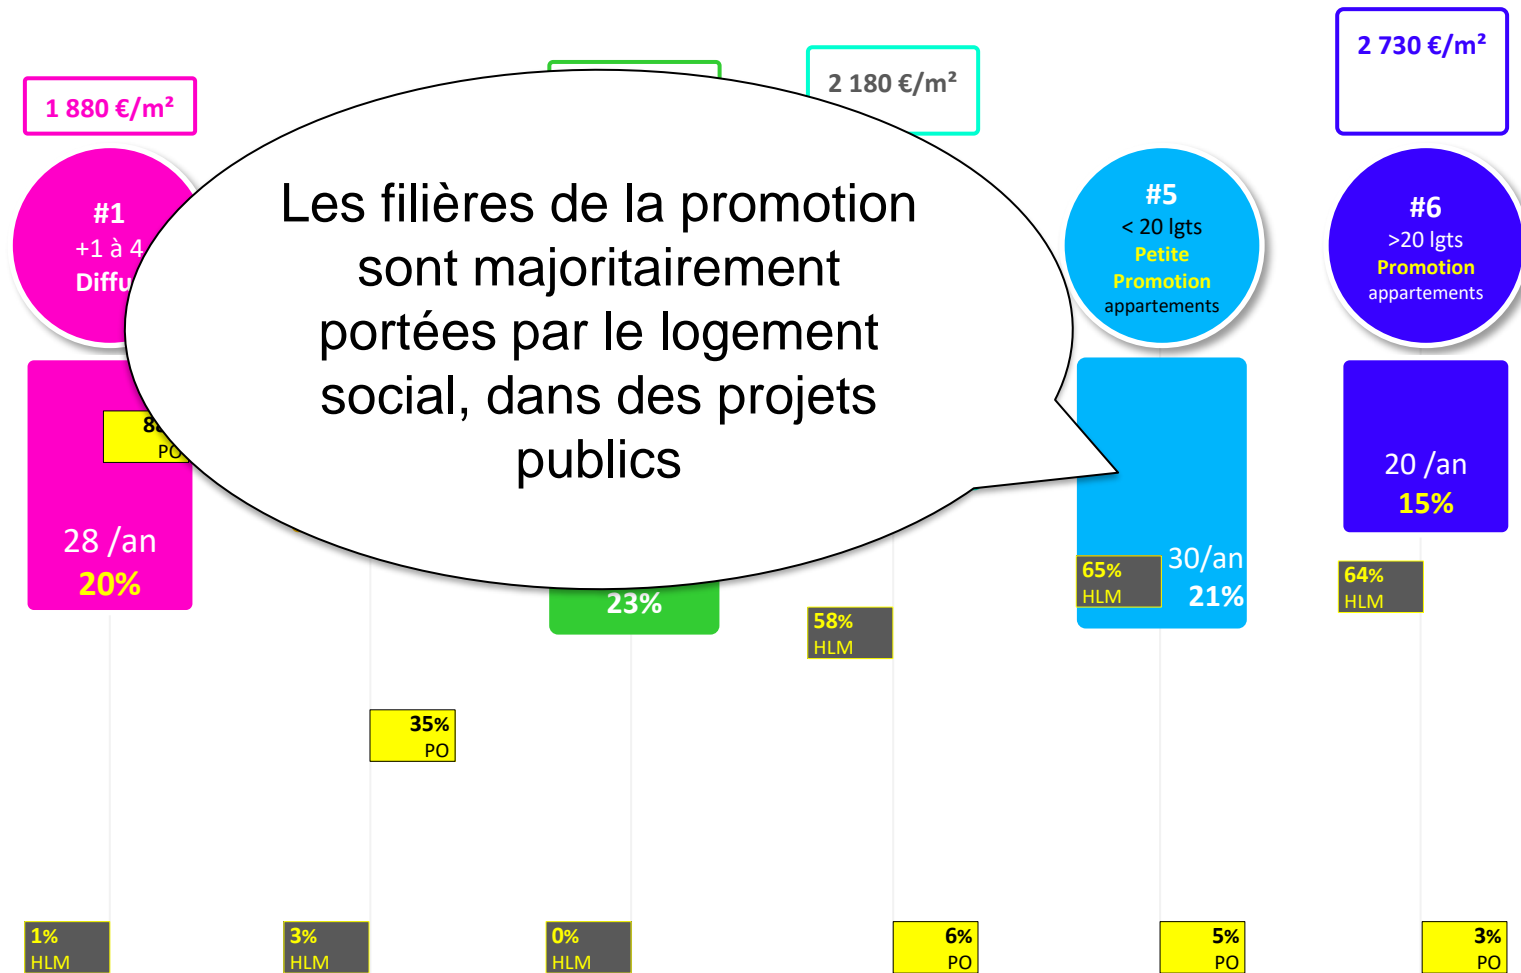 1 880 €/m²
2 180 €/m²
2 730 €/m²
#1
+1 à 4
#5
< 20 lgts
Petite
Promotion
appartements
#6
>20 lgts
Promotion
appartements
Les filières de la promotion
sont majoritairement
portées par le logement
social, dans des projets
publics
PO
28 /an
20%
23%
30/an
21%
20 /an
15%
65%
HLM
64%
HLM
58%
HLM
35%
PO
1%
HLM
3%
HLM
0%
HLM
6%
PO
5%
PO
3%
PO